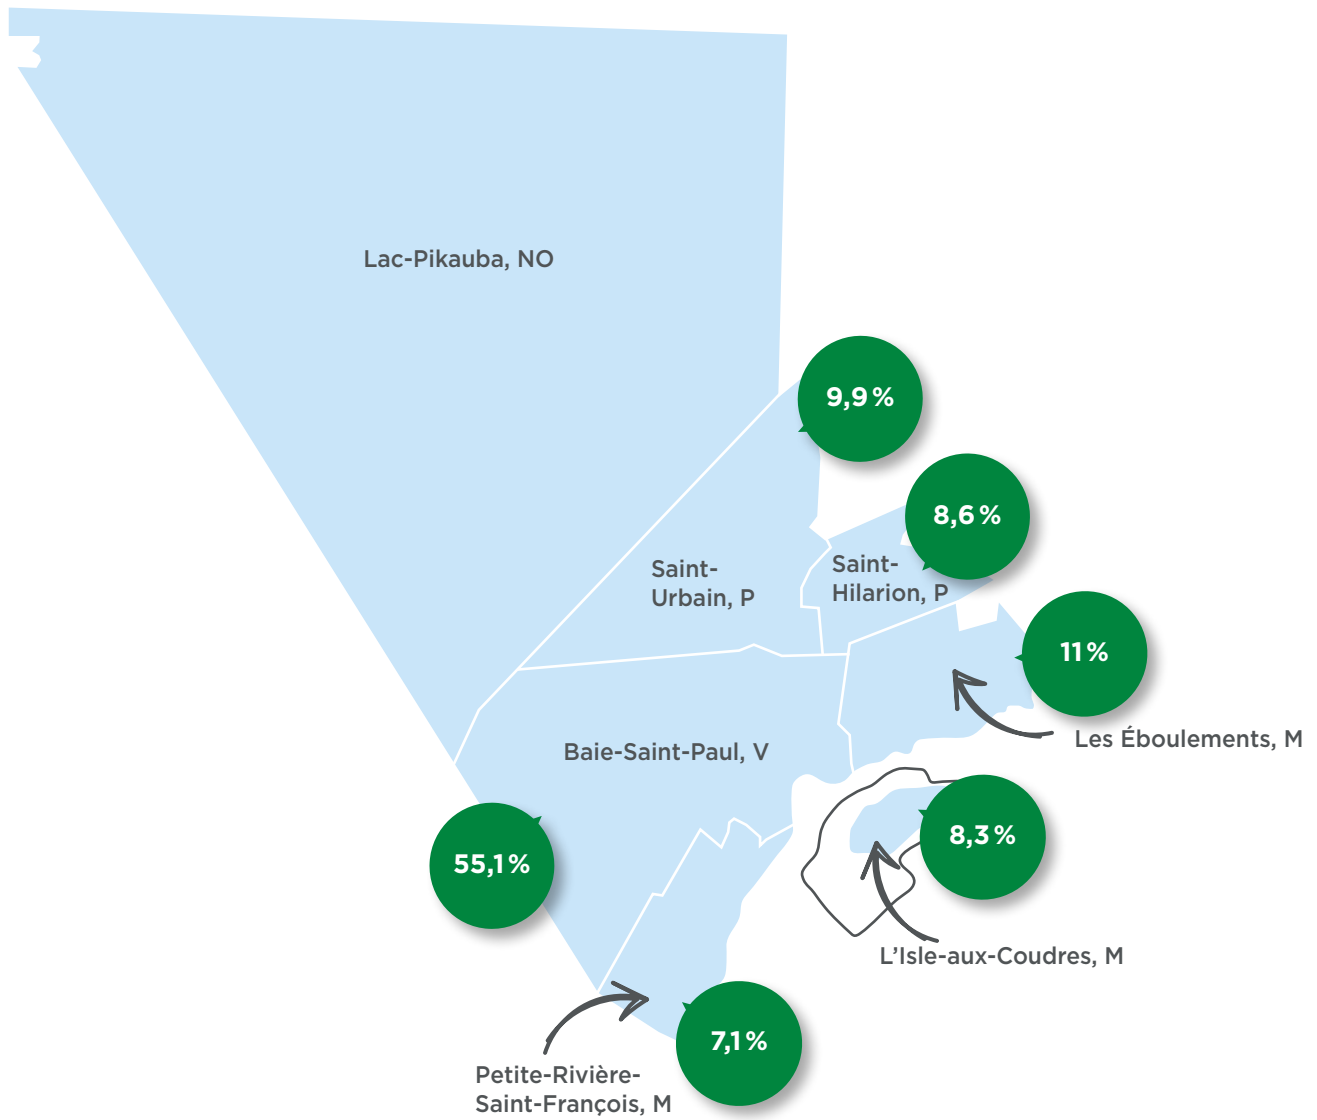 Lac-Pikauba, NO
9,9 %
8,6 %
Saint-
Urbain, P
Saint-
Hilarion, P
11 %
Les Éboulements, M
Baie-Saint-Paul, V
55,1 %
8,3 %
L'Isle-aux-Coudres, M
7,1 %
Petite-Rivière-
Saint-François, M